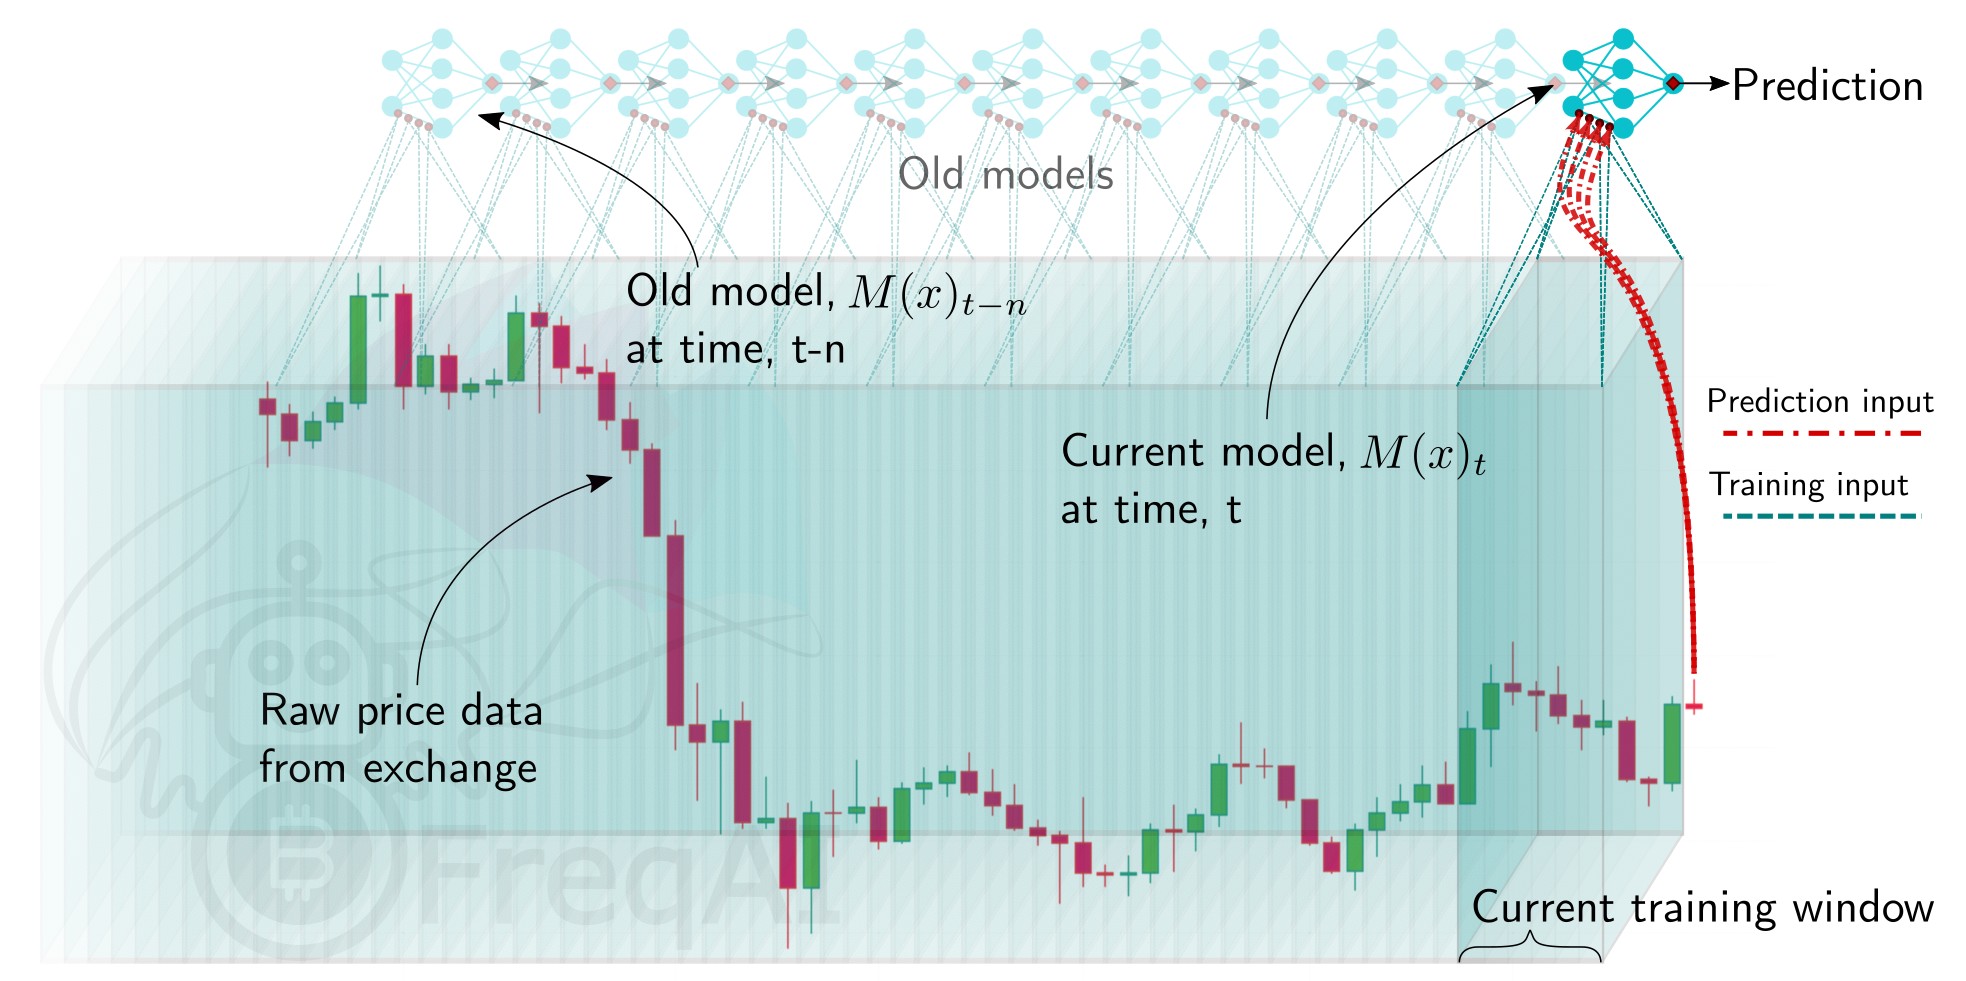 Prediction
Old models
Old model, M(x)ₜ₋ₙ
at time, t-n
Prediction input
Current model, M(x)ₜ
at time, t
Training input
Raw price data
from exchange
FreqAI
Current training window